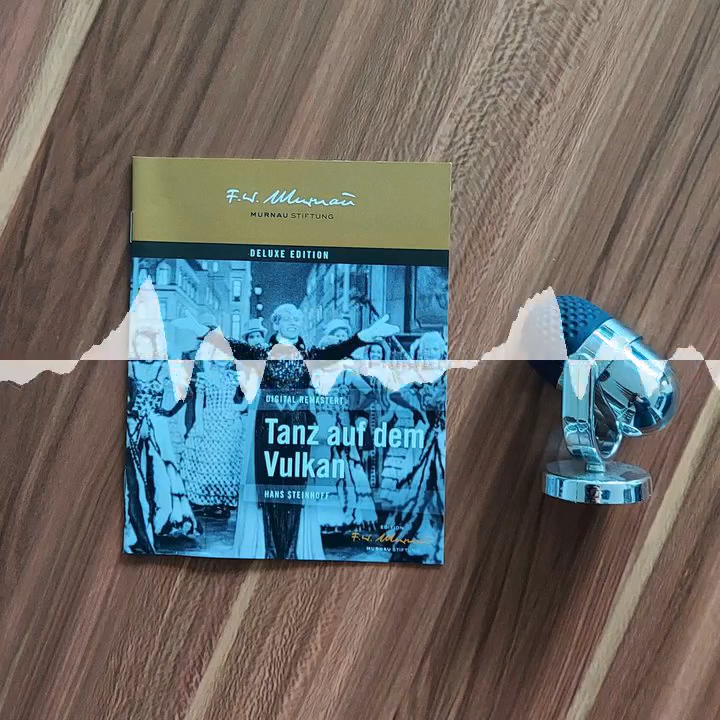 F.W. Murnau
MURNAU STIFTUNG
DELUXE EDITION
DIGITAL REMASTERT
Tanz auf dem
Vulkan
HANS STEINHOFF
EDITION
F.W. Murnau
MURNAU STIFTUNG